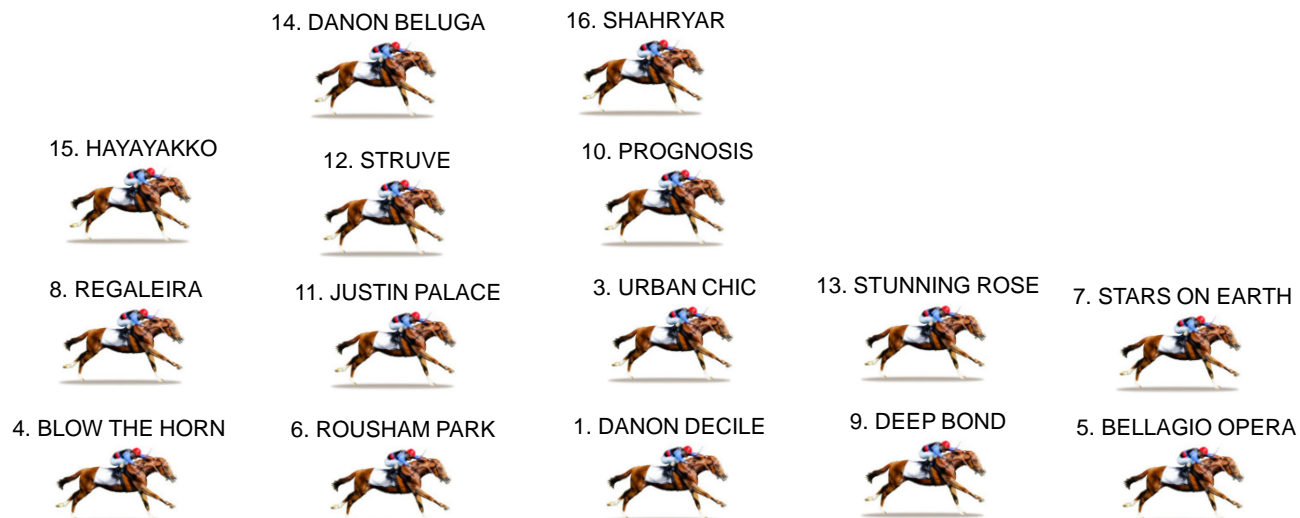 14. DANON BELUGA
16. SHAHRYAR
15. HAYAYAKKO
12. STRUVE
10. PROGNOSIS
8. REGALEIRA
11. JUSTIN PALACE
3. URBAN CHIC
13. STUNNING ROSE
7. STARS ON EARTH
4. BLOW THE HORN
6. ROUSHAM PARK
1. DANON DECILE
9. DEEP BOND
5. BELLAGIO OPERA